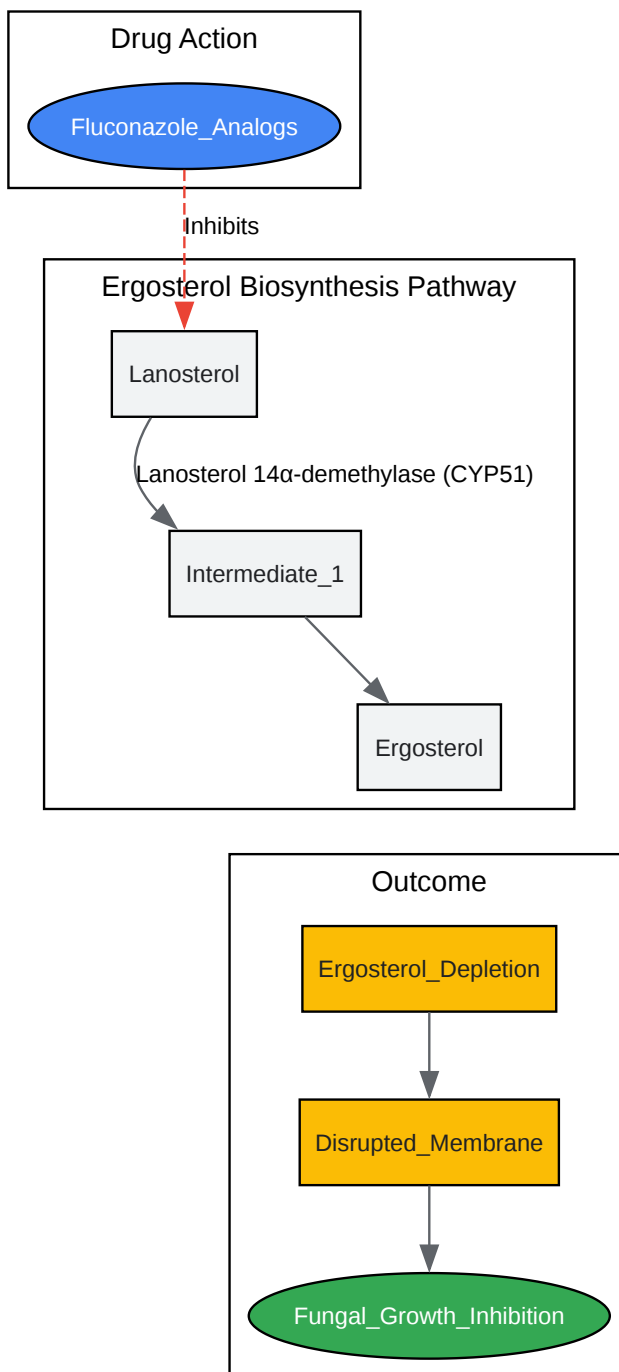 Drug Action
Fluconazole_Analogs
Inhibits
Ergosterol Biosynthesis Pathway
Lanosterol
Lanosterol 14α-demethylase (CYP51)
Intermediate_1
Ergosterol
Outcome
Ergosterol_Depletion
Disrupted_Membrane
Fungal_Growth_Inhibition